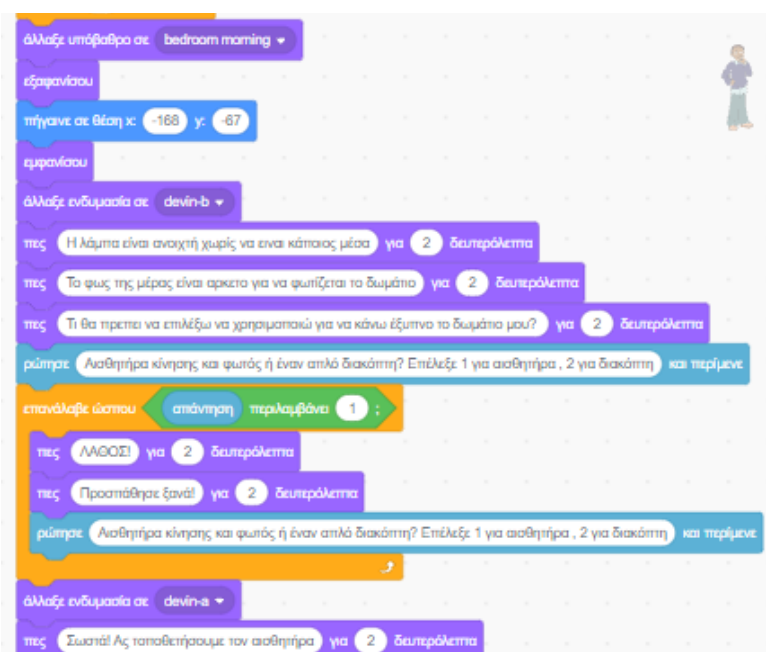 άλλαξε υπόβαθρο σε bedroom morning
εξαφανίσου
πήγαινε σε θέση x: -168 y: -67
εμφανίσου
άλλαξε ενδυμασία σε devin-b
πες Η λάμπα είναι ανοιχτή χωρίς να ειναι κάποιος μέσα για 2 δευτερόλεπτα
πες Το φως της μέρας είναι αρκετο για να φωτίζεται το δωμάτιο για 2 δευτερόλεπτα
πες Τι θα πρεπει να επιλέξω να χρησιμοποιώ για να κάνω έξυπνο το δωμάτιο μου? για 2 δευτερόλεπτα
ρώτησε Αισθητήρα κίνησης και φωτός ή έναν απλό διακόπτη? Επέλεξε 1 για αισθητήρα , 2 για διακόπτη και περίμενε
επανάλαβε ώσπου απάντηση περιλαμβάνει 1 ;
πες ΛΑΘΟΣ! για 2 δευτερόλεπτα
πες Προσπάθησε ξανά! για 2 δευτερόλεπτα
ρώτησε Αισθητήρα κίνησης και φωτός ή έναν απλό διακόπτη? Επέλεξε 1 για αισθητήρα , 2 για διακόπτη και περίμενε
άλλαξε ενδυμασία σε devin-a
πες Σωστά! Ας τοποθετήσουμε τον αισθητήρα για 2 δευτερόλεπτα